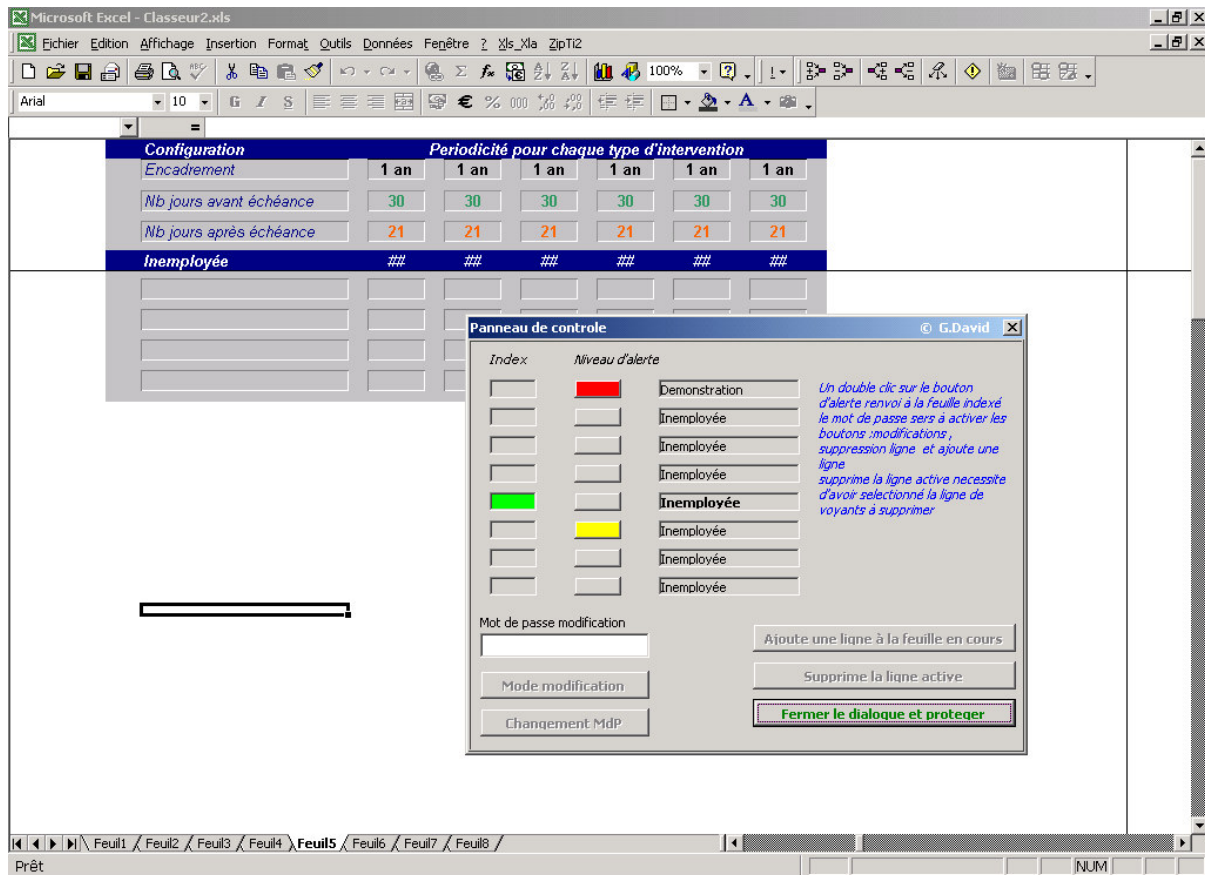 Microsoft Excel - Classeur2.xls
Fichier Edition Affichage Insertion Format Outils Données Fenêtre ? Xls_Xla ZipTi2
100%
Arial 10 G I S € % 000
=
Configuration Periodicité pour chaque type d'intervention
Encadrement 1 an 1 an 1 an 1 an 1 an 1 an
Nb jours avant échéance 30 30 30 30 30 30
Nb jours après échéance 21 21 21 21 21 21
Inemployée ## ## ## ## ## ##
Panneau de controle © G.David
Index Niveau d'alerte
Demonstration
Inemployée
Inemployée
Inemployée
Inemployée
Inemployée
Inemployée
Inemployée
Un double clic sur le bouton
d'alerte renvoi à la feuille indexé
le mot de passe sers à activer les
boutons :modifications ,
suppression ligne et ajoute une
ligne
supprime la ligne active necessite
d'avoir selectionné la ligne de
voyants à supprimer
Mot de passe modification
Mode modification
Changement MdP
Ajoute une ligne à la feuille en cours
Supprime la ligne active
Fermer le dialogue et proteger
Feuil1 Feuil2 Feuil3 Feuil4 Feuil5 Feuil6 Feuil7 Feuil8
Prêt NUM